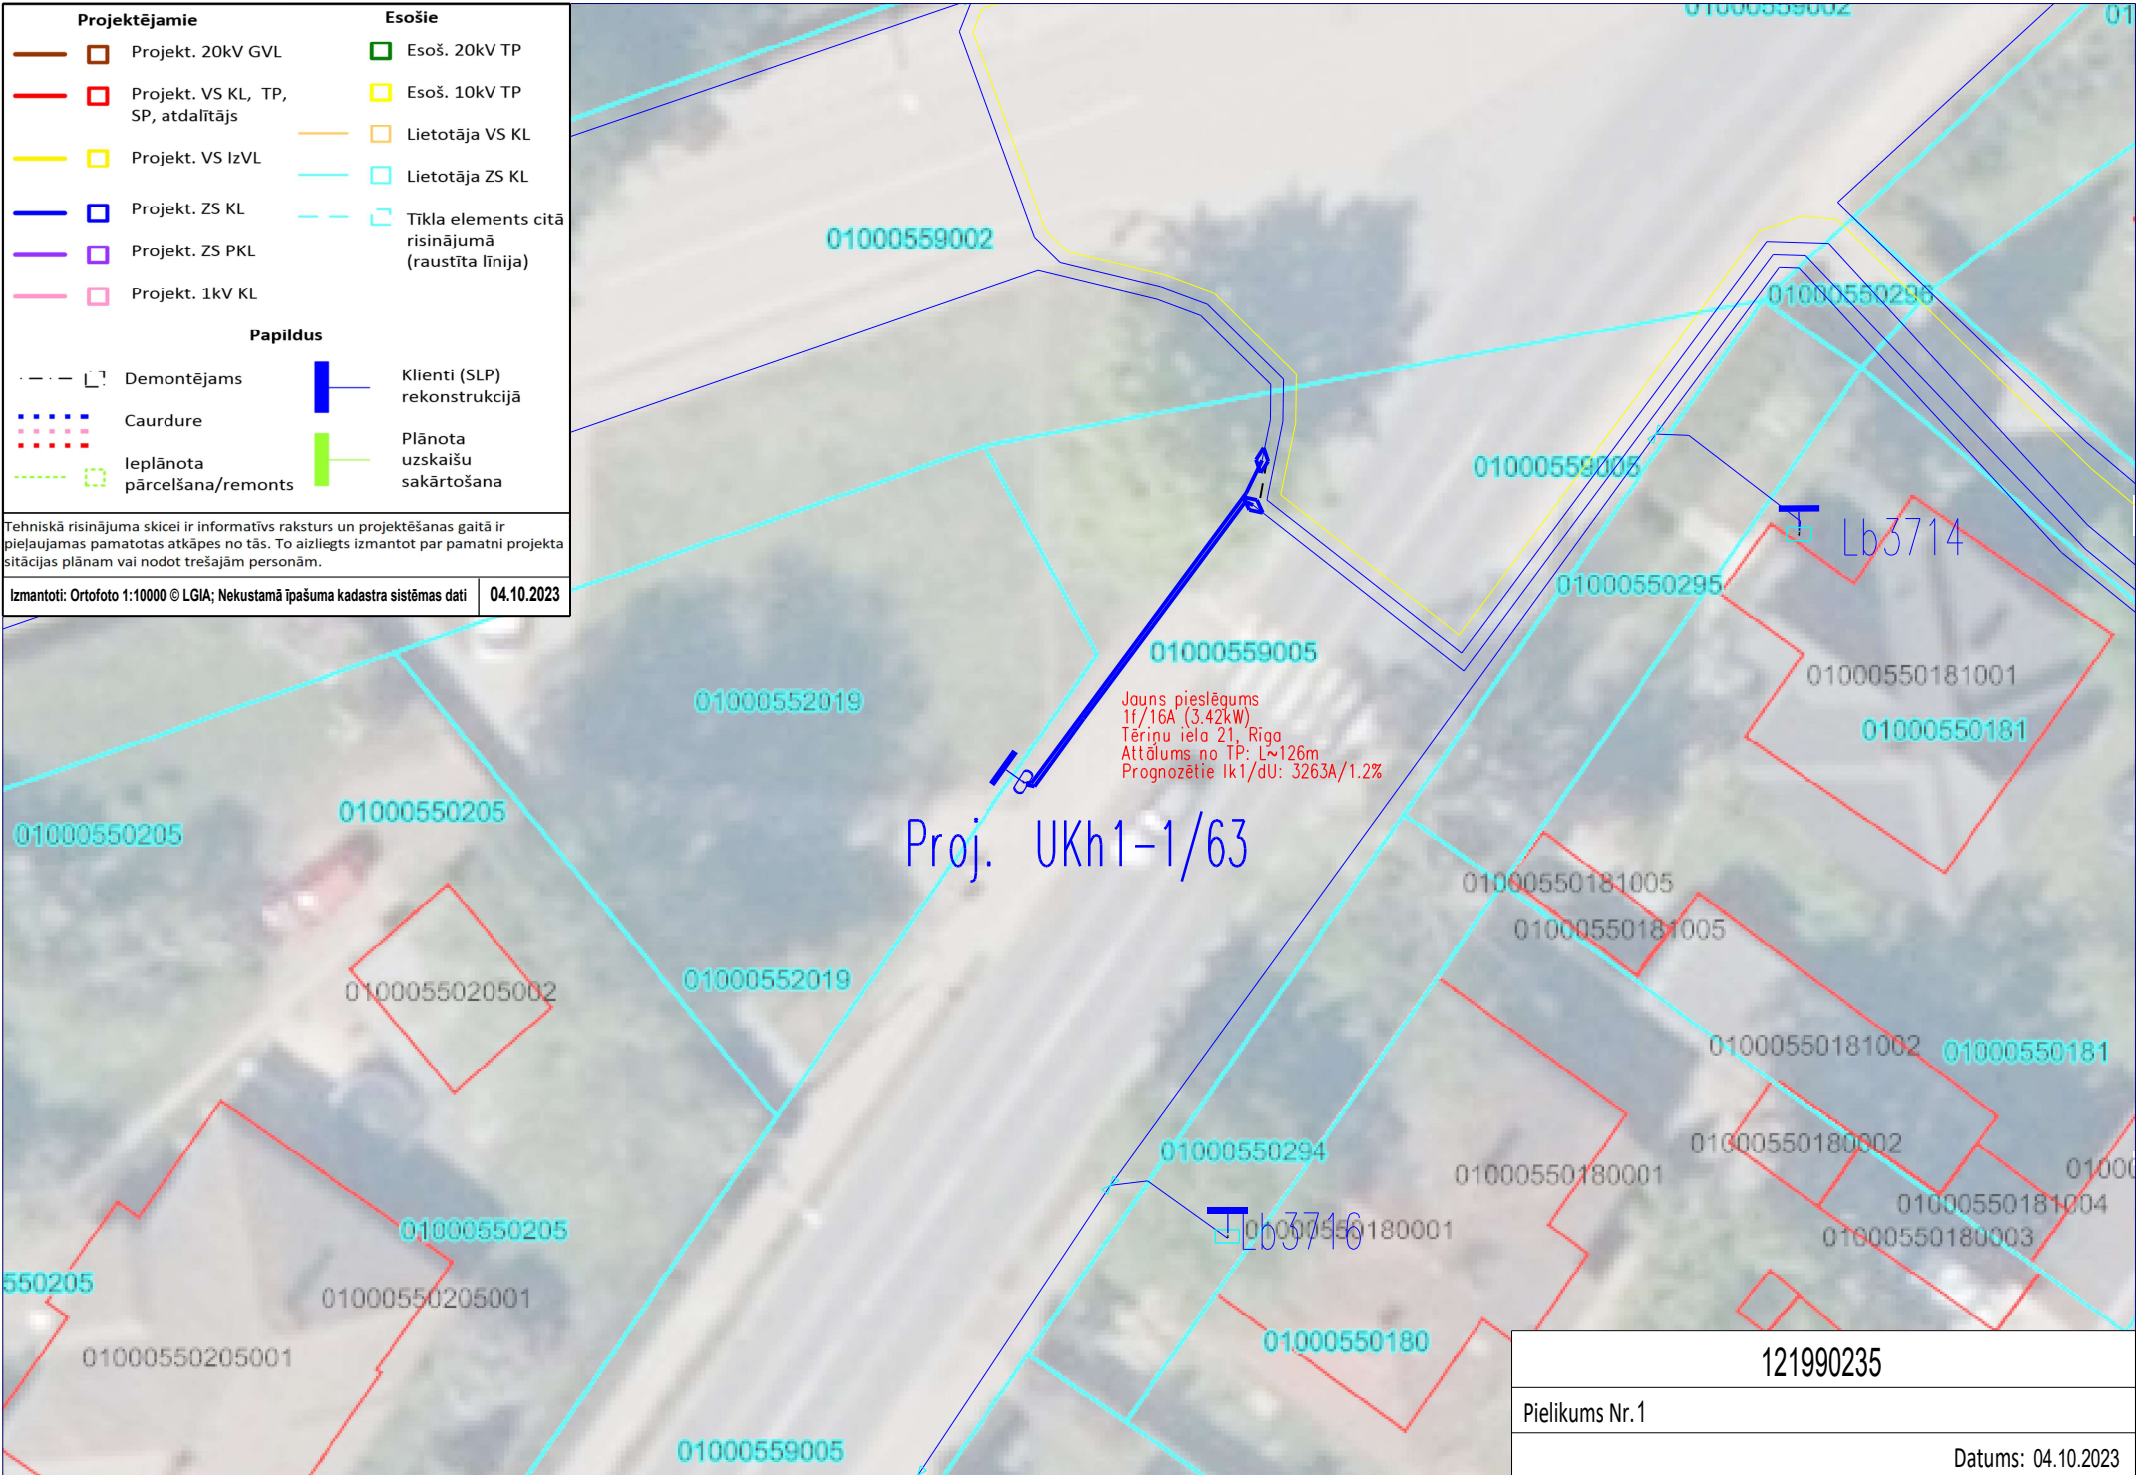 Projektējamie
Esošie
Projekt. 20kV GVL
Esoš. 20kV TP
Projekt. VS KL, TP,
SP, atdalītājs
Esoš. 10kV TP
Lietotāja VS KL
Projekt. VS IzVL
Lietotāja ZS KL
Projekt. ZS KL
Tīkla elements citā
risinājumā
(raustīta līnija)
Projekt. ZS PKL
Projekt. 1kV KL
Papildus
Demontējams
Klienti (SLP)
rekonstrukcijā
Caurdure
Plānota
uzskaišu
sakārtošana
Ieplānota
pārcelšana/remonts
Tehniskā risinājuma skicei ir informatīvs raksturs un projektēšanas gaitā ir
pieļaujamas pamatotas atkāpes no tās. To aizliegts izmantot par pamatni projekta
sitācijas plānam vai nodot trešajām personām.
Izmantoti: Ortofoto 1:10000 © LGIA; Nekustamā īpašuma kadastra sistēmas dati
04.10.2023
01000559002
01
01000559002
01000550296
01000559005
Lb3714
01000550295
01000559005
01000550181001
01000552019
01000550181
Jauns pieslēgums
1f/16A (3.42kW)
Tēriņu iela 21, Rīga
Attālums no TP: L~126m
Prognozētie Ik1/dU: 3263A/1.2%
01000550205
01000550205
Proj. UKh1-1/63
01000550181005
01000550181005
01000552019
01000550205002
01000550181002
01000550181
01000550294
01000550180002
01000550180001
0100
01000550181004
01000550205
01000550180001
Lb3716
01000550180003
550205
01000550205001
01000550180
01000550205001
01000559005
121990235
Pielikums Nr.1
Datums: 04.10.2023